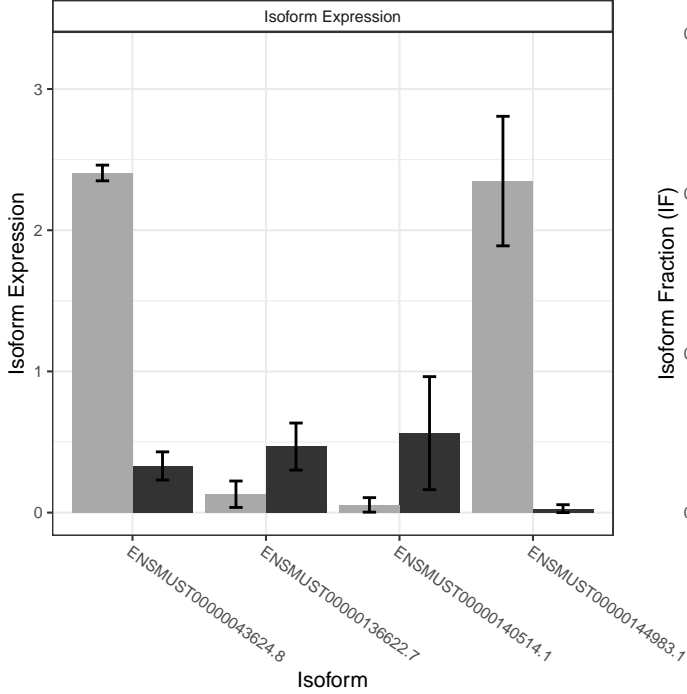 Isoform Expression
Isoform Expression
3
2
1
0
ENSMUST00000043624.8
ENSMUST00000136622.7
ENSMUST00000140514.1
ENSMUST00000144983.1
Isoform
Isoform Fraction (IF)